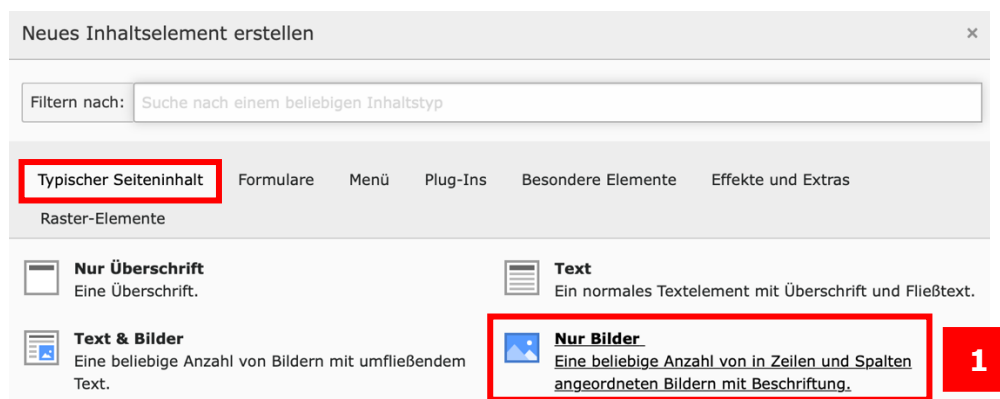 Neues Inhaltselement erstellen ×
Filtern nach: Suche nach einem beliebigen Inhaltstyp
Typischer Seiteninhalt Formulare Menü Plug-Ins Besondere Elemente Effekte und Extras
Raster-Elemente
Nur Überschrift
Eine Überschrift.
Text
Ein normales Textelement mit Überschrift und Fließtext.
Text & Bilder
Eine beliebige Anzahl von Bildern mit umfließendem
Text.
Nur Bilder
Eine beliebige Anzahl von in Zeilen und Spalten
angeordneten Bildern mit Beschriftung.
1